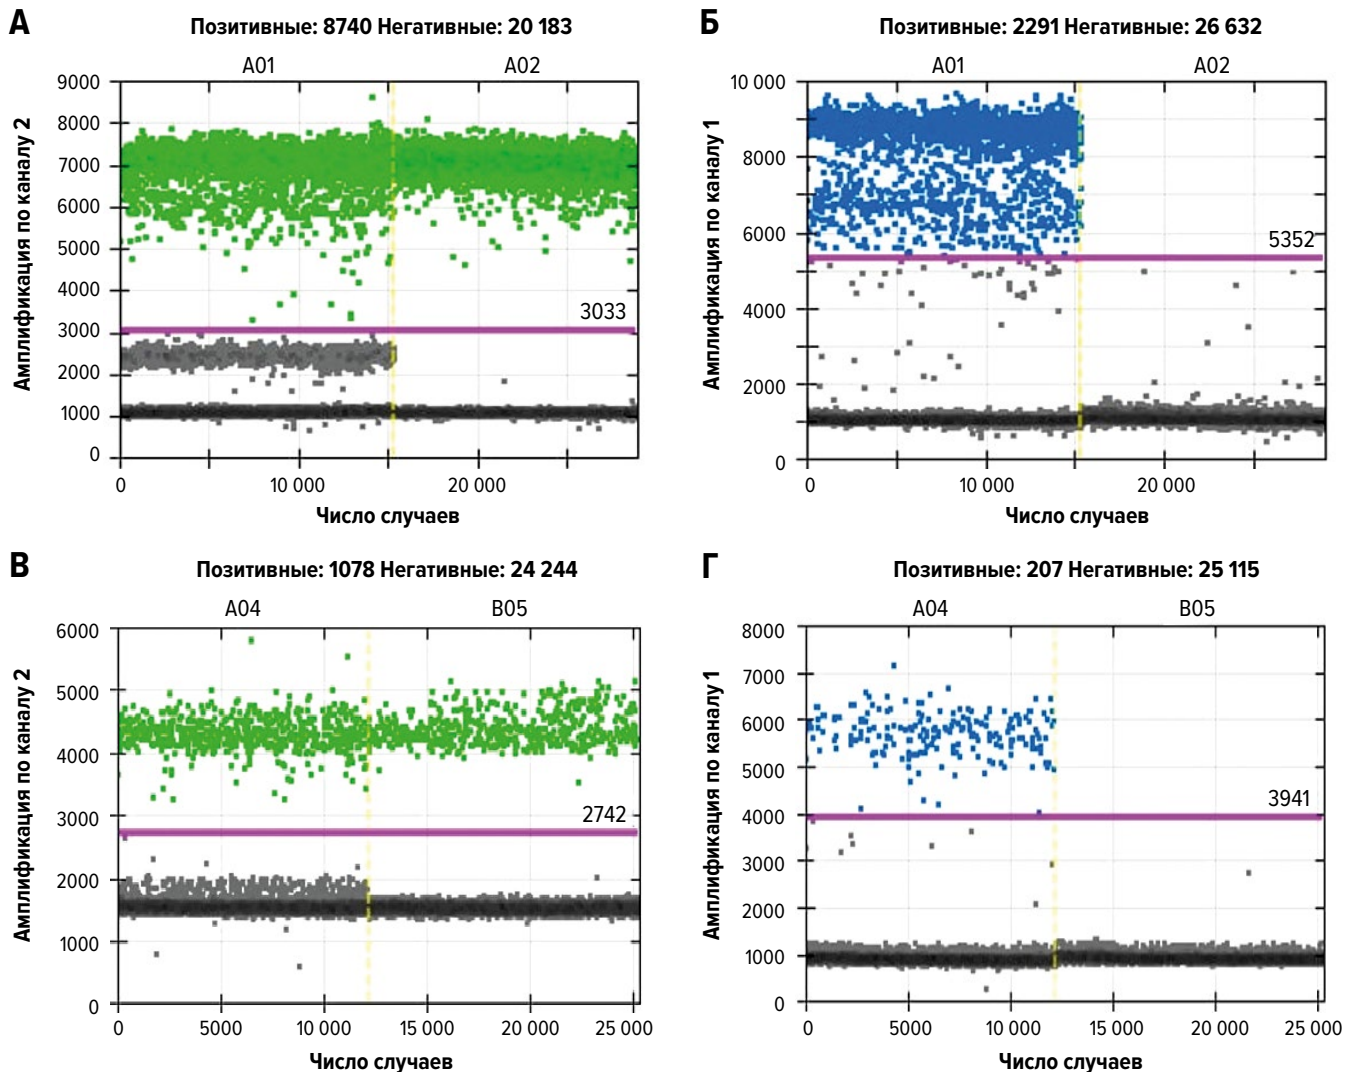 А
Позитивные: 8740 Негативные: 20 183
A01 A02
Амплификация по каналу 2
9000
8000
7000
6000
5000
4000
3000
2000
1000
0
3033
0 10 000 20 000
Число случаев
Б
Позитивные: 2291 Негативные: 26 632
A01 A02
Амплификация по каналу 1
10 000
8000
6000
4000
2000
0
5352
0 10 000 20 000
Число случаев
В
Позитивные: 1078 Негативные: 24 244
A04 B05
Амплификация по каналу 2
6000
5000
4000
3000
2000
1000
0
2742
0 5000 10 000 15 000 20 000 25 000
Число случаев
Г
Позитивные: 207 Негативные: 25 115
A04 B05
Амплификация по каналу 1
8000
7000
6000
5000
4000
3000
2000
1000
0
3941
0 5000 10 000 15 000 20 000 25 000
Число случаев